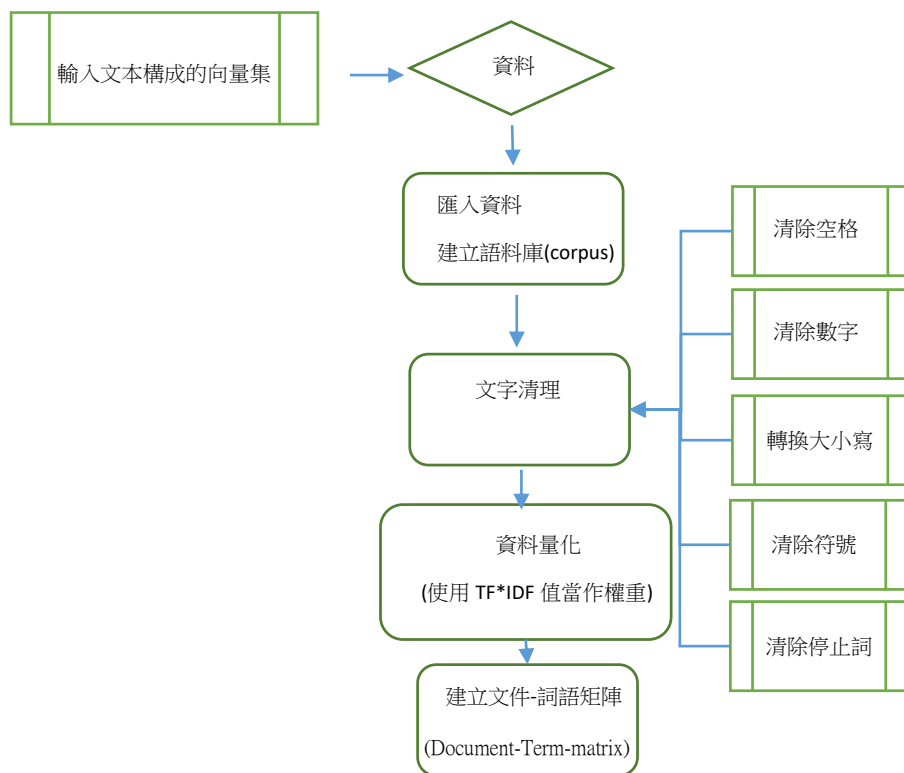 輸入文本構成的向量集
資料
匯入資料
建立語料庫(corpus)
文字清理
資料量化
(使用 TF*IDF 值當作權重)
建立文件-詞語矩陣
(Document-Term-matrix)
清除空格
清除數字
轉換大小寫
清除符號
清除停止詞